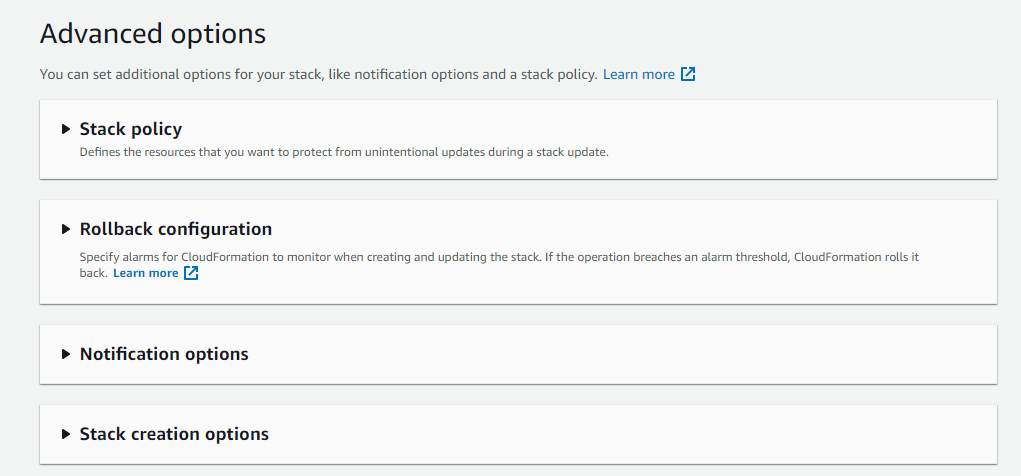 Advanced options
You can set additional options for your stack, like notification options and a stack policy. Learn more
Stack policy
Defines the resources that you want to protect from unintentional updates during a stack update.
Rollback configuration
Specify alarms for CloudFormation to monitor when creating and updating the stack. If the operation breaches an alarm threshold, CloudFormation rolls it
back. Learn more
Notification options
Stack creation options